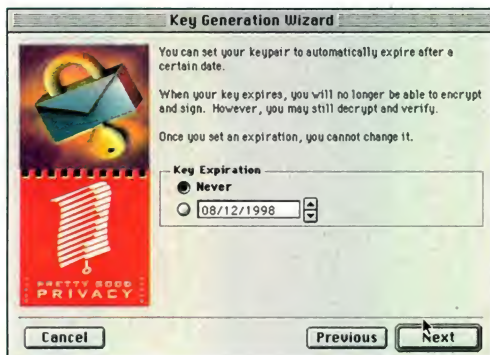 Key Generation Wizard
You can set your keypair to automatically expire after a
certain date.
When your key expires, you will no longer be able to encrypt
and sign. However, you may still decrypt and verify.
Once you set an expiration, you cannot change it.
Key Expiration
Never
08/12/1998
PRETTY GOOD
PRIVACY
Cancel
Previous
Next